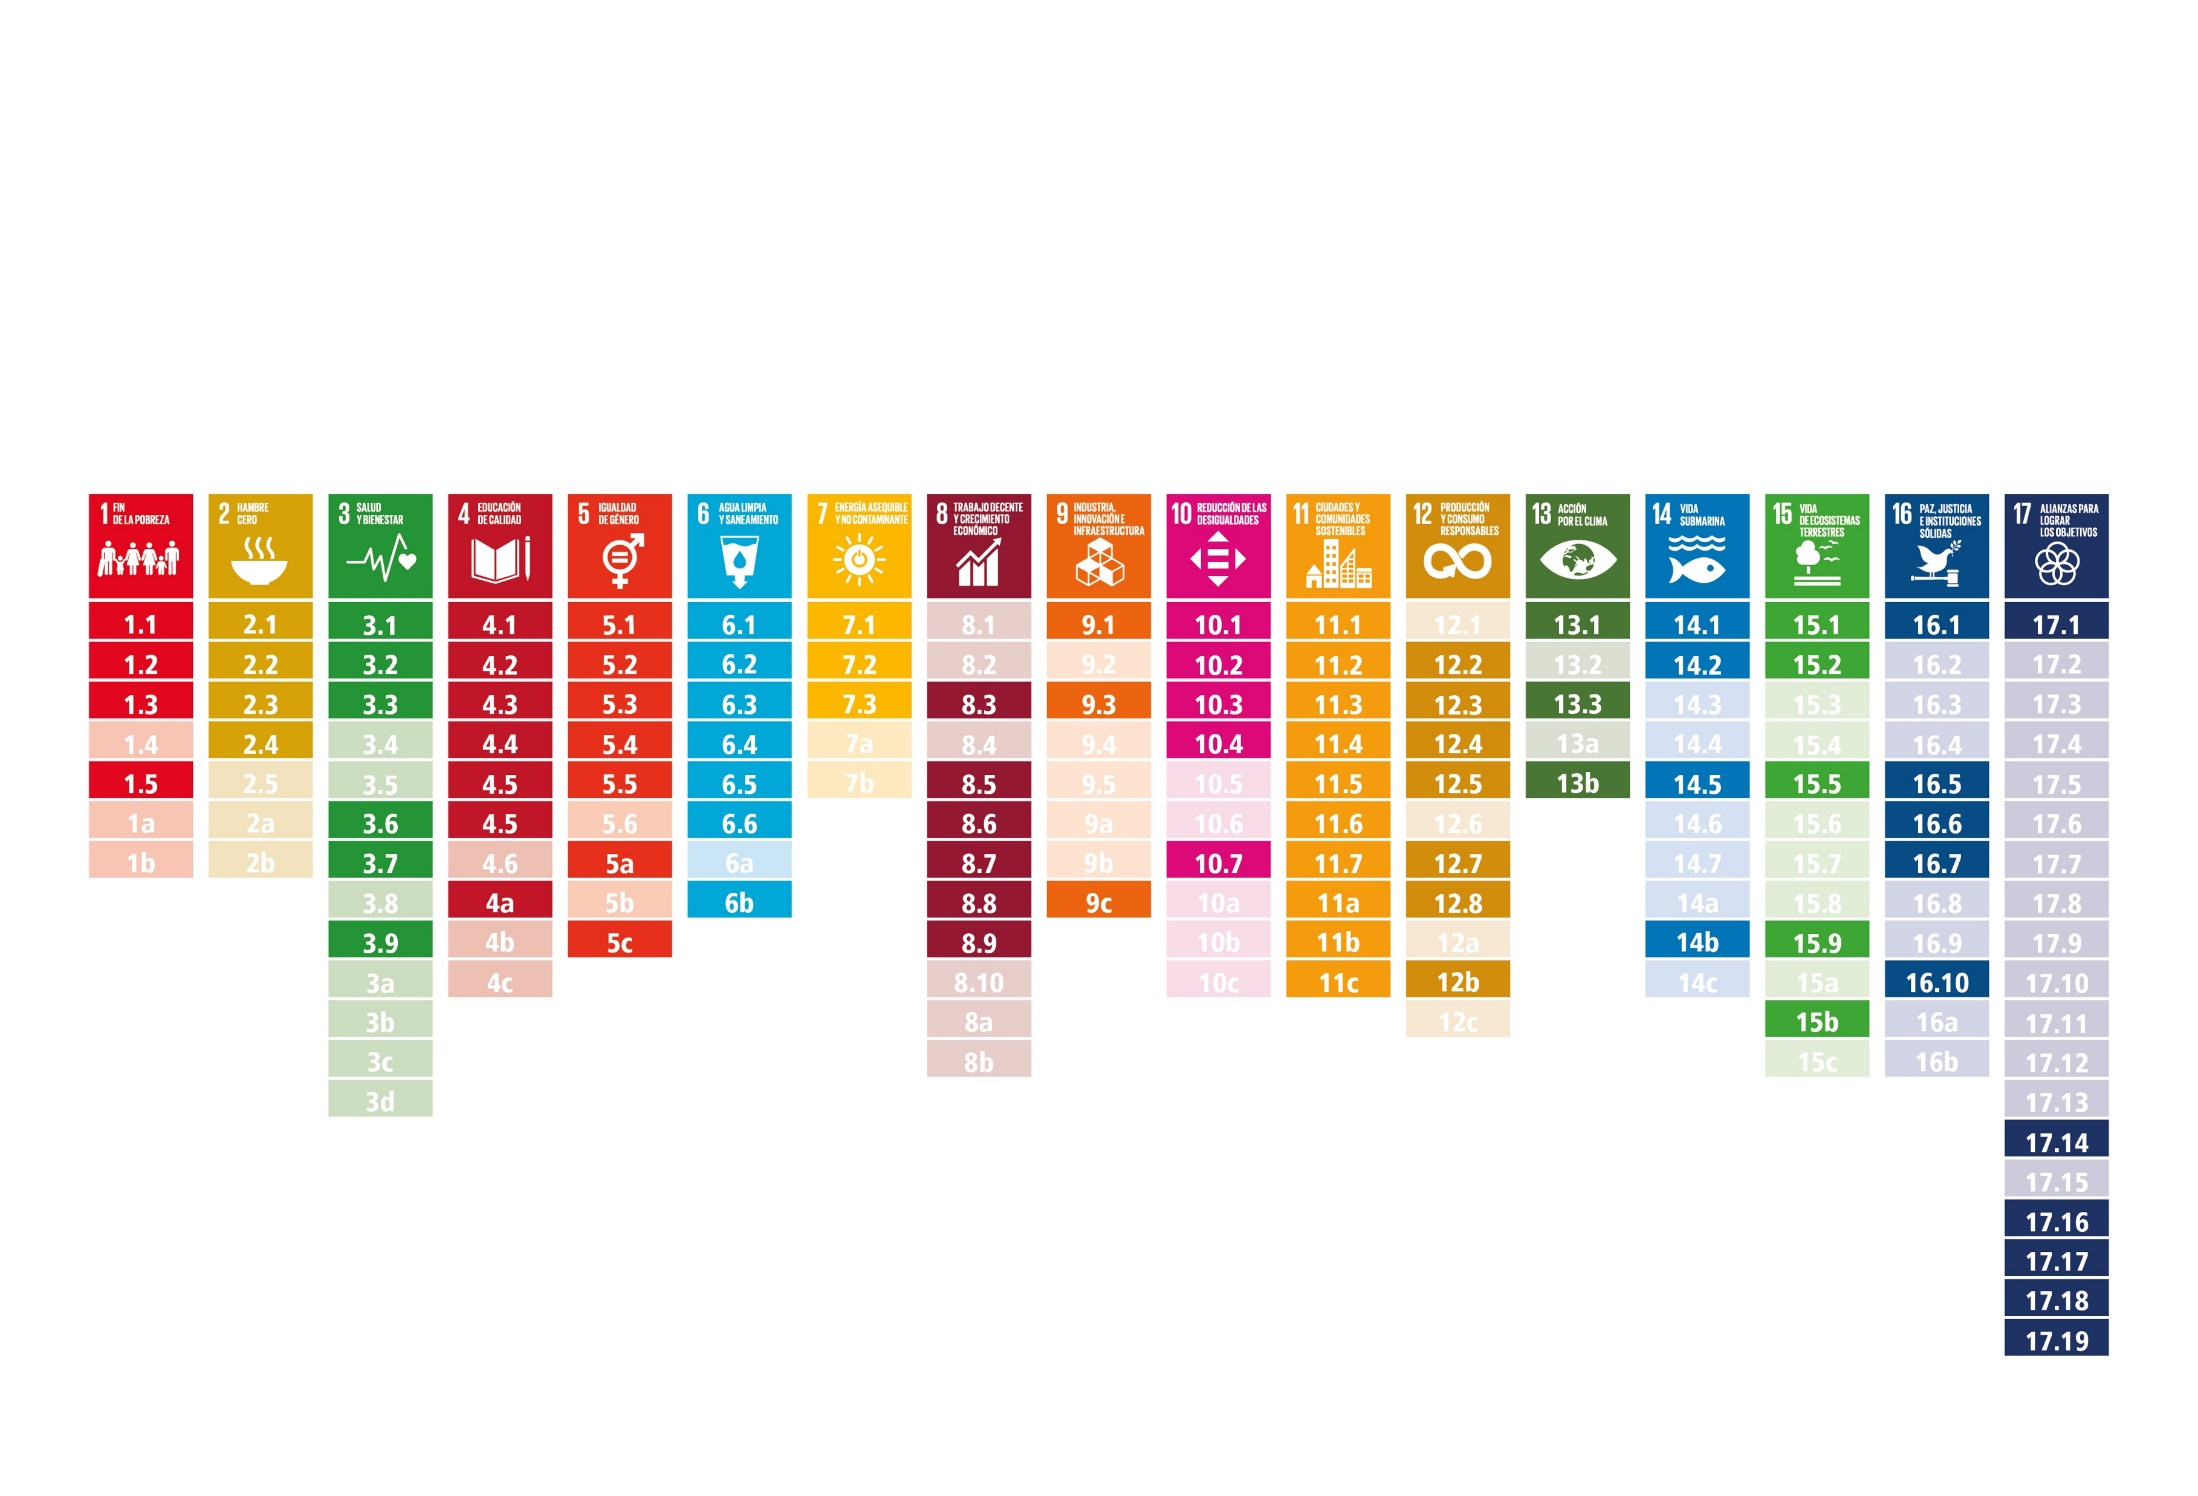 1 FIN
DE LA POBREZA
1.1
1.2
1.3
1.4
1.5
1a
1b
2 HAMBRE
CERO
2.1
2.2
2.3
2.4
2.5
2a
2b
3 SALUD
Y BIENESTAR
3.1
3.2
3.3
3.4
3.5
3.6
3.7
3.8
3.9
3a
3b
3c
3d
4 EDUCACIÓN
DE CALIDAD
4.1
4.2
4.3
4.4
4.5
4.5
4.6
4a
4b
4c
5 IGUALDAD
DE GÉNERO
5.1
5.2
5.3
5.4
5.5
5.6
5a
5b
5c
6 AGUA LIMPIA
Y SANEAMIENTO
6.1
6.2
6.3
6.4
6.5
6.6
6a
6b
7 ENERGÍA ASEQUIBLE
Y NO CONTAMINANTE
7.1
7.2
7.3
7a
7b
8 TRABAJO DECENTE
Y CRECIMIENTO
ECONÓMICO
8.1
8.2
8.3
8.4
8.5
8.6
8.7
8.8
8.9
8.10
8a
8b
9 INDUSTRIA,
INNOVACIÓN E
INFRAESTRUCTURA
9.1
9.2
9.3
9.4
9.5
9a
9b
9c
10 REDUCCIÓN DE LAS
DESIGUALDADES
10.1
10.2
10.3
10.4
10.5
10.6
10.7
10a
10b
10c
11 CIUDADES Y
COMUNIDADES
SOSTENIBLES
11.1
11.2
11.3
11.4
11.5
11.6
11.7
11a
11b
11c
12 PRODUCCIÓN
Y CONSUMO
RESPONSABLES
12.1
12.2
12.3
12.4
12.5
12.6
12.7
12.8
12a
12b
12c
13 ACCIÓN
POR EL CLIMA
13.1
13.2
13.3
13a
13b
14 VIDA
SUBMARINA
14.1
14.2
14.3
14.4
14.5
14.6
14.7
14a
14b
14c
15 VIDA
DE ECOSISTEMAS
TERRESTRES
15.1
15.2
15.3
15.4
15.5
15.6
15.7
15.8
15.9
15a
15b
15c
16 PAZ, JUSTICIA
E INSTITUCIONES
SÓLIDAS
16.1
16.2
16.3
16.4
16.5
16.6
16.7
16.8
16.9
16.10
16a
16b
17 ALIANZAS PARA
LOGRAR
LOS OBJETIVOS
17.1
17.2
17.3
17.4
17.5
17.6
17.7
17.8
17.9
17.10
17.11
17.12
17.13
17.14
17.15
17.16
17.17
17.18
17.19